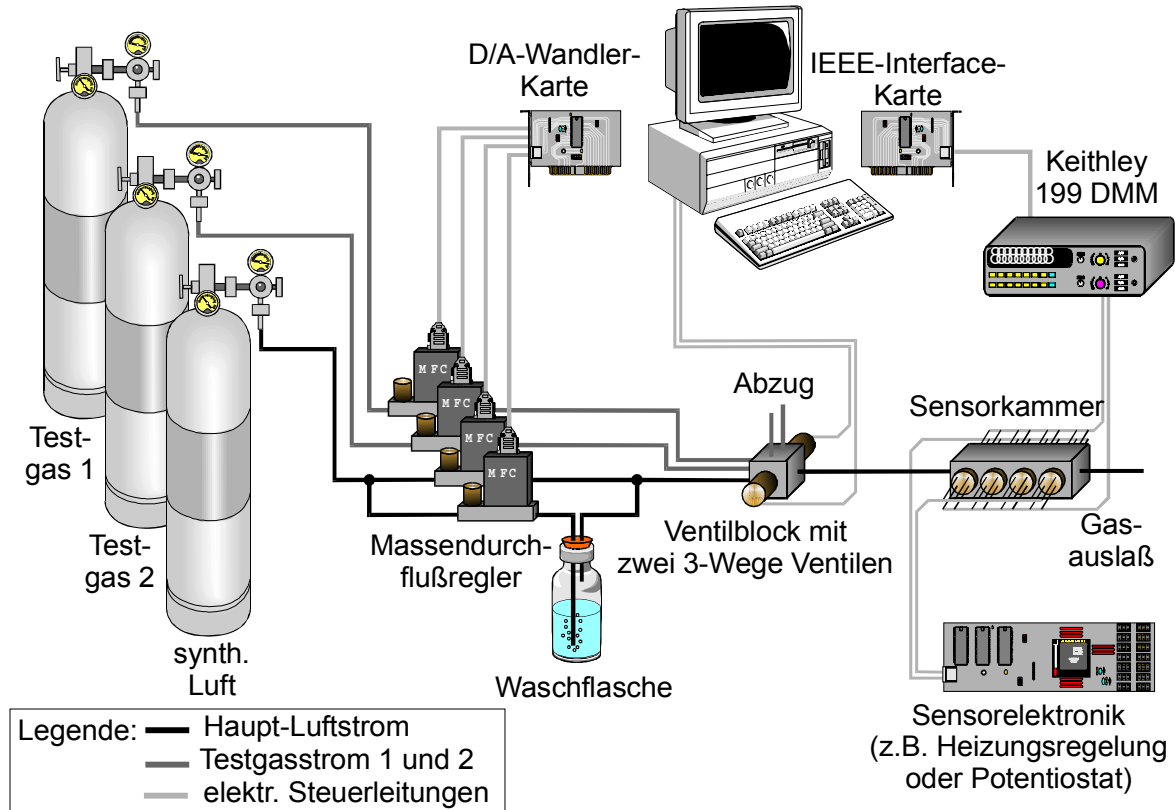 D/A-Wandler-
Karte
IEEE-Interface-
Karte
Keithley
199 DMM
MFC
MFC
MFC
MFC
Abzug
Sensorkammer
Test-
gas 1
Test-
gas 2
synth.
Luft
Massendurch-
flußregler
Ventilblock mit
zwei 3-Wege Ventilen
Gas-
auslaß
Waschflasche
Sensorelektronik
(z.B. Heizungsregelung
oder Potentiostat)
Legende:
Haupt-Luftstrom
Testgasstrom 1 und 2
elektr. Steuerleitungen